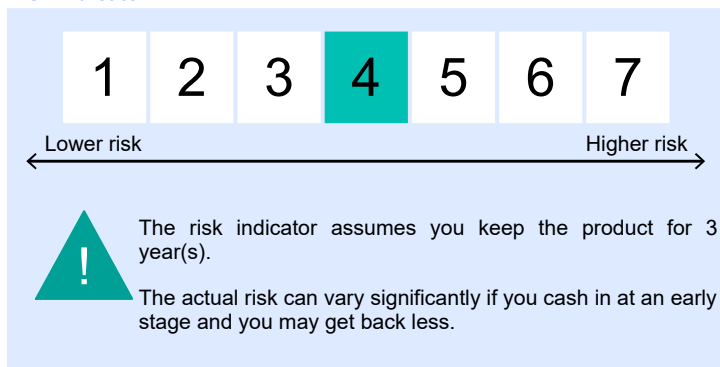 1 2 3 4 5 6 7
Lower risk Higher risk
!
The risk indicator assumes you keep the product for 3
year(s).
The actual risk can vary significantly if you cash in at an early
stage and you may get back less.